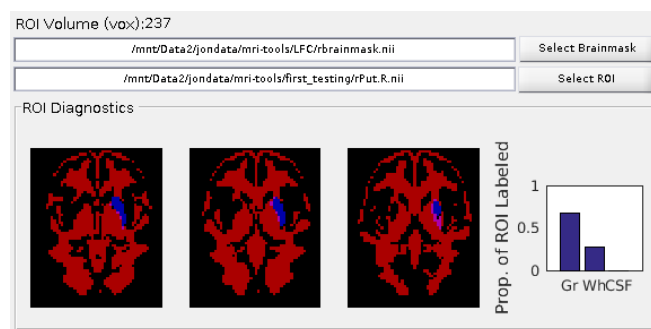 ROI Volume (vox):237
/mnt/Data2/jondata/mri-tools/LFC/rbrainmask.nii
Select Brainmask
/mnt/Data2/jondata/mri-tools/first_testing/rPut.R.nii
Select ROI
ROI Diagnostics
Prop. of ROI Labeled
1
0.5
0
Gr WhCSF